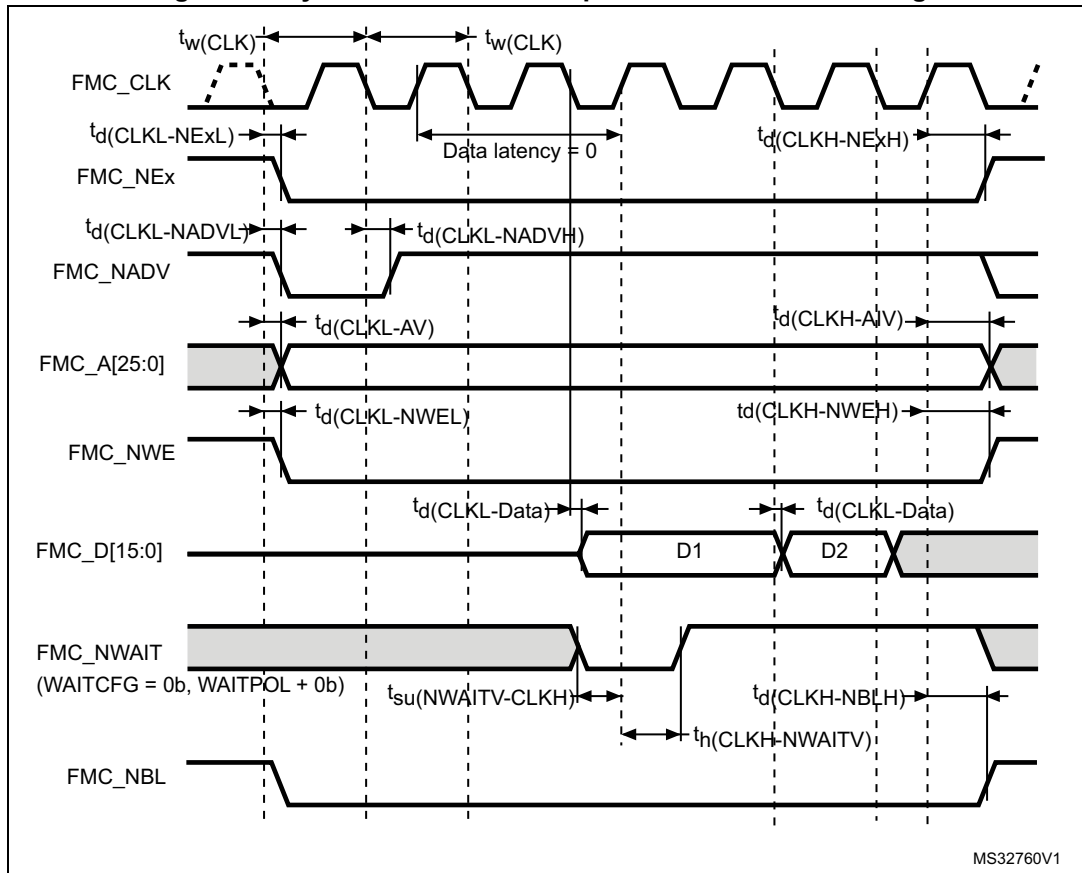 tw(CLK) tw(CLK)
FMC_CLK
td(CLKL-NExL) Data latency = 0 td(CLKH-NExH)
FMC_NEx
td(CLKL-NADVL) td(CLKL-NADVH)
FMC_NADV
td(CLKL-AV) td(CLKH-AIV)
FMC_A[25:0]
td(CLKL-NWEL) td(CLKH-NWEH)
FMC_NWE
td(CLKL-Data) td(CLKL-Data)
FMC_D[15:0] D1 D2
FMC_NWAIT
(WAITCFG = 0b, WAITPOL + 0b)
tsu(NWAITV-CLKH) td(CLKH-NBLH)
th(CLKH-NWAITV)
FMC_NBL
MS32760V1